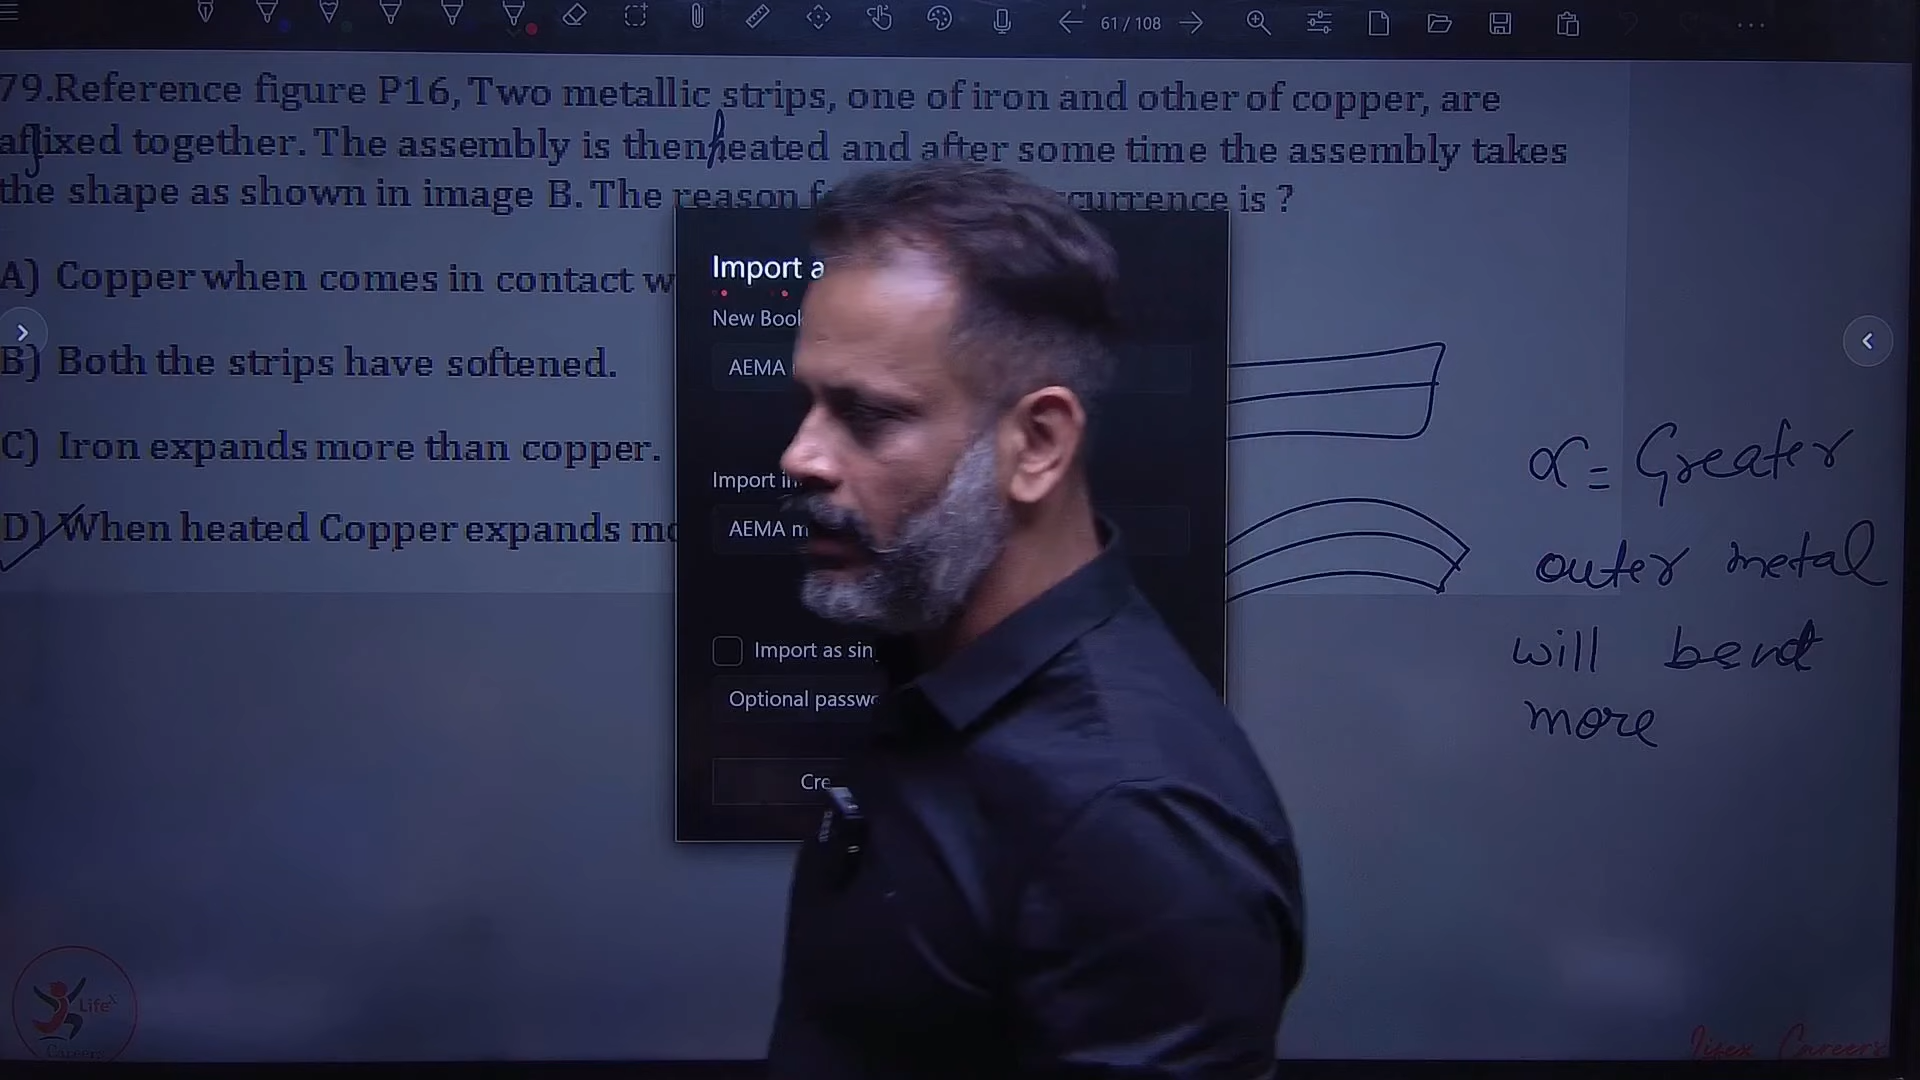 61 / 108
79.Reference figure P16, Two metallic strips, one of iron and other of copper, are
affixed together. The assembly is then heated and after some time the assembly takes
the shape as shown in image B. The reason currence is ?
A) Copper when comes in contact
B) Both the strips have softened.
C) Iron expands more than copper.
D) When heated Copper expands
Import
New Book
AEMA
Import
AEMA
Import as
Optional
α = Greater
outer metal
will bend
more
Life
Careers
Lifex Careers